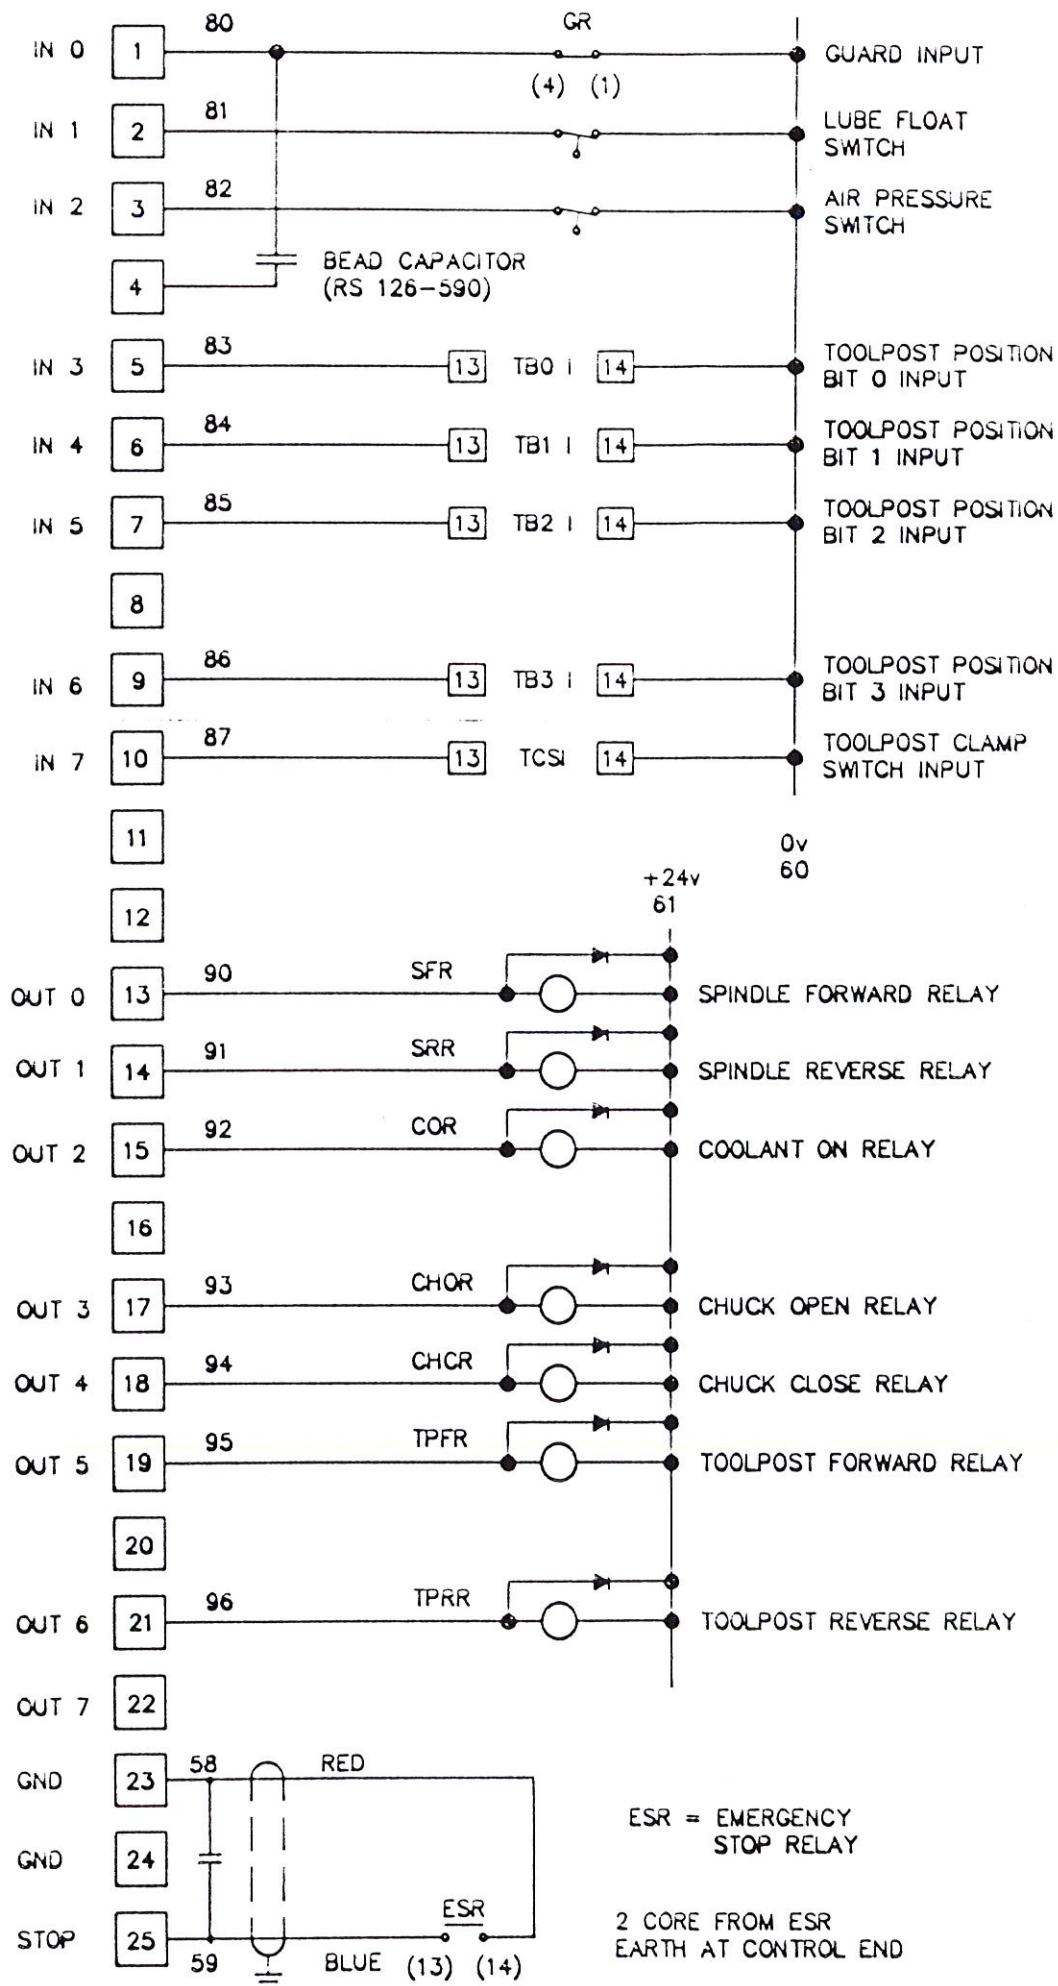 80
GR
IN 0 1 GUARD INPUT
(4) (1)
81
IN 1 2 LUBE FLOAT
SWITCH
82
IN 2 3 AIR PRESSURE
SWITCH
4 BEAD CAPACITOR
(RS 126-590)
83
IN 3 5 13 TB0 I 14 TOOLPOST POSITION
BIT 0 INPUT
84
IN 4 6 13 TB1 I 14 TOOLPOST POSITION
BIT 1 INPUT
85
IN 5 7 13 TB2 I 14 TOOLPOST POSITION
BIT 2 INPUT
8
86
IN 6 9 13 TB3 I 14 TOOLPOST POSITION
BIT 3 INPUT
87
IN 7 10 13 TCSI 14 TOOLPOST CLAMP
SWITCH INPUT
11
0v
60
+24v
61
12
90 SFR
OUT 0 13 SPINDLE FORWARD RELAY
91 SRR
OUT 1 14 SPINDLE REVERSE RELAY
92 COR
OUT 2 15 COOLANT ON RELAY
16
93 CHOR
OUT 3 17 CHUCK OPEN RELAY
94 CHCR
OUT 4 18 CHUCK CLOSE RELAY
95 TPFR
OUT 5 19 TOOLPOST FORWARD RELAY
20
96 TPRR
OUT 6 21 TOOLPOST REVERSE RELAY
OUT 7 22
58 RED
GND 23
ESR = EMERGENCY
STOP RELAY
GND 24
ESR
STOP 25
59 BLUE (13) (14)
2 CORE FROM ESR
EARTH AT CONTROL END